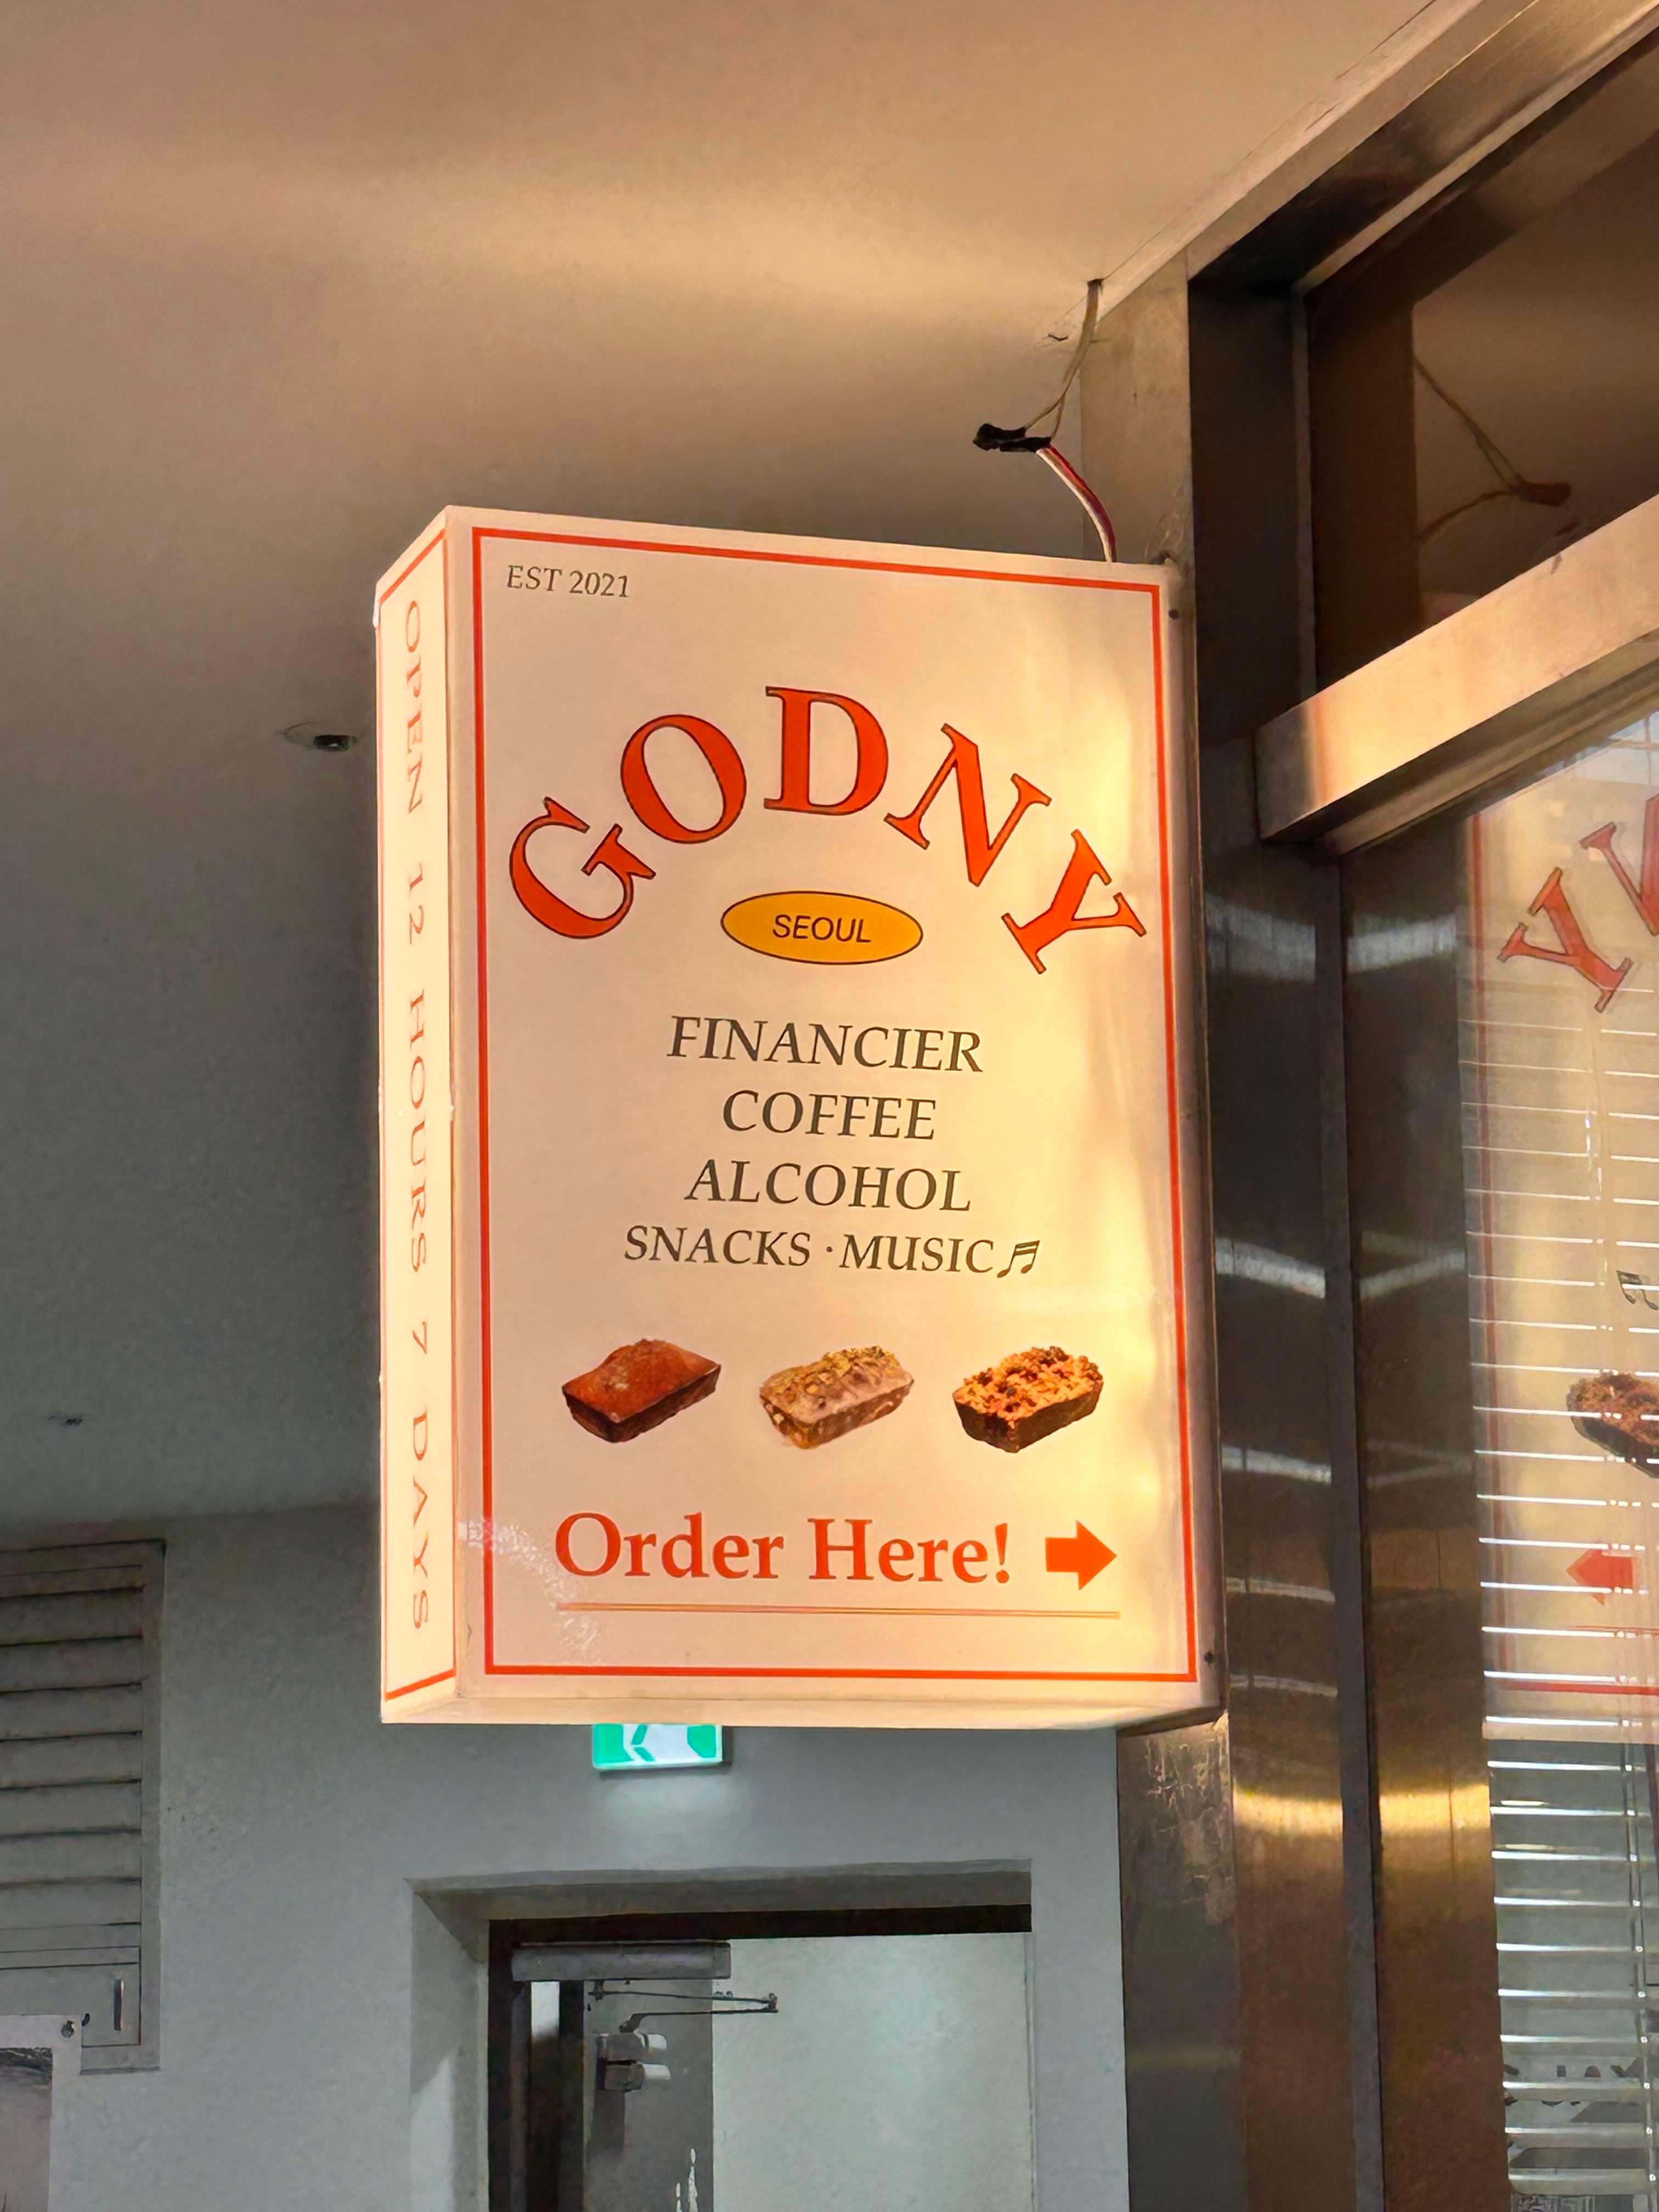 EST 2021
GODNY
SEOUL
FINANCIER
COFFEE
ALCOHOL
SNACKS · MUSIC♬
Order Here! ➡
OPEN 12 HOURS 7 DAYS